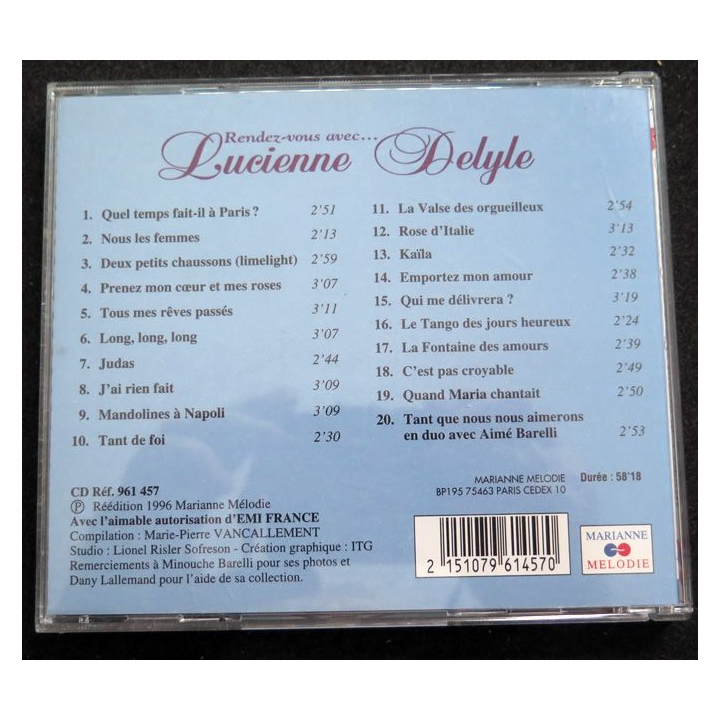 Rendez-vous avec...
Lucienne Delyle
1. Quel temps fait-il à Paris ? 2'51
2. Nous les femmes 2'13
3. Deux petits chaussons (limelight) 2'59
4. Prenez mon cœur et mes roses 3'07
5. Tous mes rêves passés 3'11
6. Long, long, long 3'07
7. Judas 2'44
8. J'ai rien fait 3'09
9. Mandolines à Napoli 3'09
10. Tant de foi 2'30
11. La Valse des orgueilleux 2'54
12. Rose d'Italie 3'13
13. Kaïla 2'32
14. Emportez mon amour 2'38
15. Qui me délivrera ? 3'19
16. Le Tango des jours heureux 2'24
17. La Fontaine des amours 2'39
18. C'est pas croyable 2'49
19. Quand Maria chantait 2'50
20. Tant que nous nous aimerons
en duo avec Aimé Barelli 2'53
CD Réf. 961 457
Ⓟ Réédition 1996 Marianne Mélodie
Avec l'aimable autorisation d'EMI FRANCE
Compilation : Marie-Pierre VANCALLEMENT
Studio : Lionel Risler Sofreson - Création graphique : ITG
Remerciements à Minouche Barelli pour ses photos et
Dany Lallemand pour l'aide de sa collection.
MARIANNE MELODIE Durée : 58'18
BP195 75463 PARIS CEDEX 10
2 151079 614570
MARIANNE
MELODIE